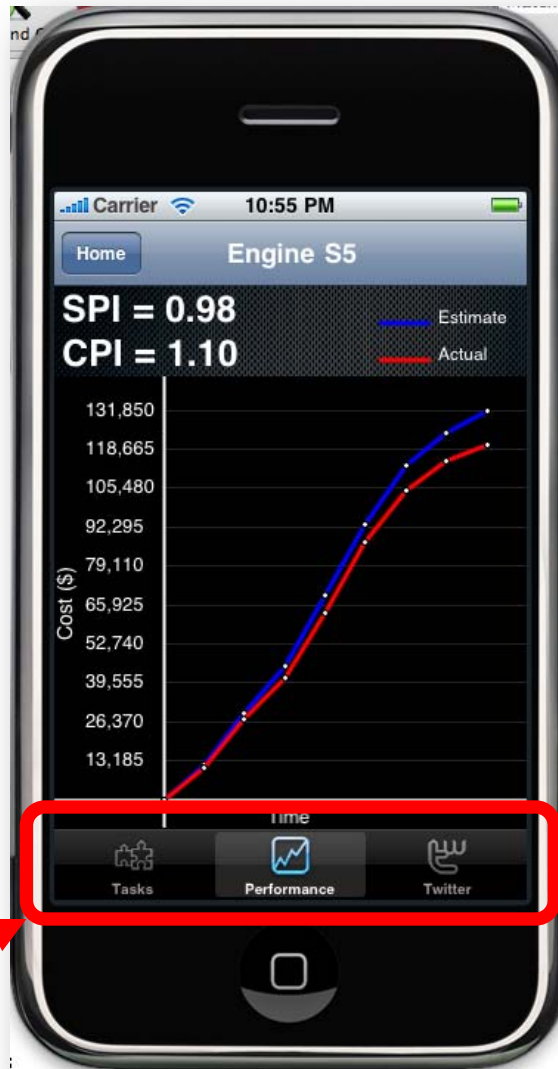 Carrier 10:55 PM
Home Engine S5
SPI = 0.98
CPI = 1.10
Estimate
Actual
131,850
118,665
105,480
92,295
79,110
65,925
52,740
39,555
26,370
13,185
Cost ($)
Time
Tasks Performance Twitter